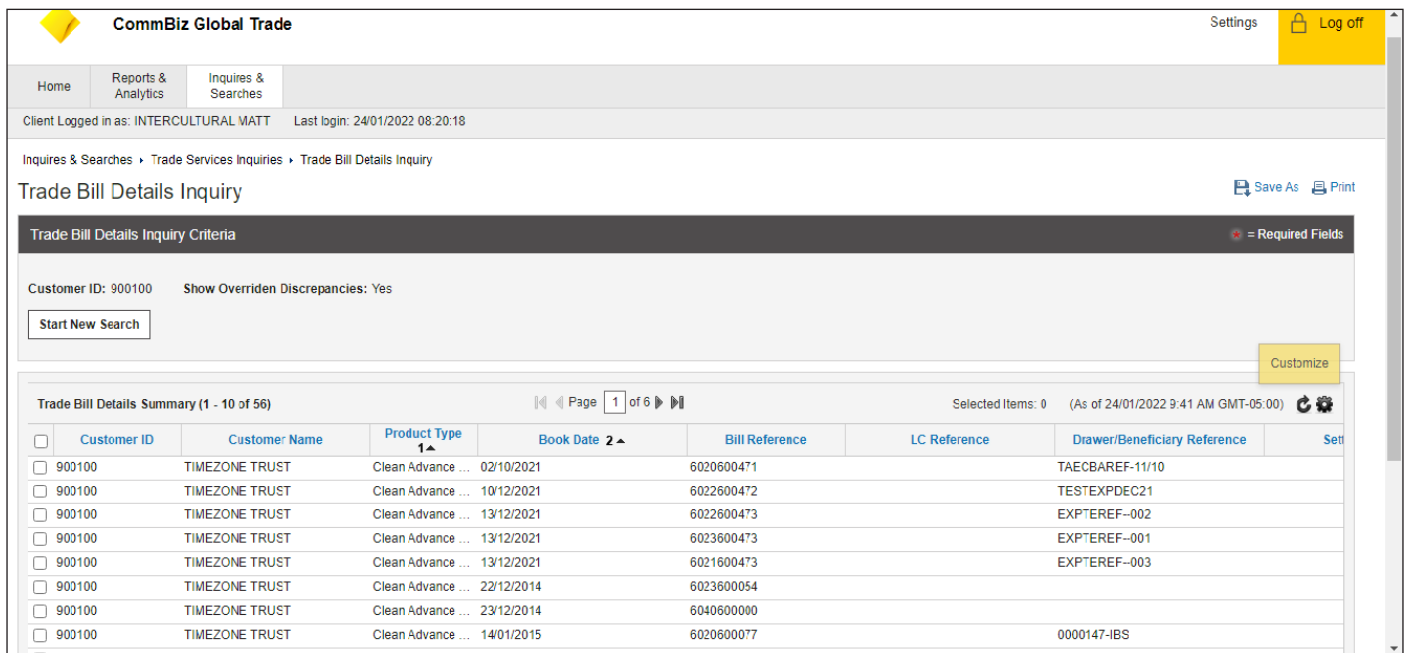 CommBiz Global Trade
Settings
Log off
Home
Reports & Analytics
Inquires & Searches
Client Logged in as: INTERCULTURAL MATT Last login: 24/01/2022 08:20:18
Inquires & Searches ▸ Trade Services Inquiries ▸ Trade Bill Details Inquiry
Trade Bill Details Inquiry
Save As Print
Trade Bill Details Inquiry Criteria
* = Required Fields
Customer ID: 900100 Show Overriden Discrepancies: Yes
Start New Search
Customize
Trade Bill Details Summary (1 - 10 of 56) Page 1 of 6 Selected Items: 0 (As of 24/01/2022 9:41 AM GMT-05:00)
Customer ID Customer Name Product Type 1▲ Book Date 2▲ Bill Reference LC Reference Drawer/Beneficiary Reference Sett
900100 TIMEZONE TRUST Clean Advance ... 02/10/2021 6020600471 TAECBAREF-11/10
900100 TIMEZONE TRUST Clean Advance ... 10/12/2021 6022600472 TESTEXPDEC21
900100 TIMEZONE TRUST Clean Advance ... 13/12/2021 6022600473 EXPTEREF--002
900100 TIMEZONE TRUST Clean Advance ... 13/12/2021 6023600473 EXPTEREF--001
900100 TIMEZONE TRUST Clean Advance ... 13/12/2021 6021600473 EXPTEREF--003
900100 TIMEZONE TRUST Clean Advance ... 22/12/2014 6023600054
900100 TIMEZONE TRUST Clean Advance ... 23/12/2014 6040600000
900100 TIMEZONE TRUST Clean Advance ... 14/01/2015 6020600077 0000147-IBS